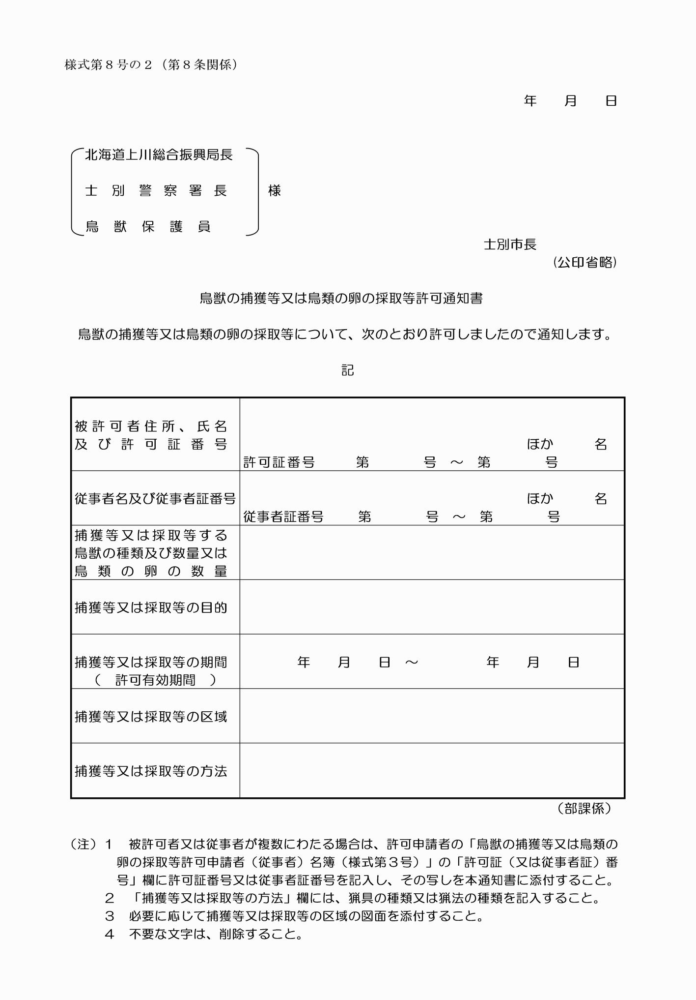 様式第８号の２（第８条関係）
年　　月　　日
北海道上川総合振興局長
士別警察署長　様
鳥獣保護員
士別市長
(公印省略)
鳥獣の捕獲等又は鳥類の卵の採取等許可通知書
鳥獣の捕獲等又は鳥類の卵の採取等について、次のとおり許可しましたので通知します。
記
被許可者住所、氏名
及び許可証番号
ほか　　　名
許可証番号　　　第　　　　号　～　第　　　　号
従事者名及び従事者証番号
ほか　　　名
従事者証番号　　　第　　　　号　～　第　　　　号
捕獲等又は採取等する
鳥獣の種類及び数量又は
鳥類の卵の数量
捕獲等又は採取等の目的
捕獲等又は採取等の期間
（　許可有効期間　）
年　　月　　日　～　　　　　年　　月　　日
捕獲等又は採取等の区域
捕獲等又は採取等の方法
（部課係）
（注）１　被許可者又は従事者が複数にわたる場合は、許可申請者の「鳥獣の捕獲等又は鳥類の
卵の採取等許可申請者（従事者）名簿（様式第３号）」の「許可証（又は従事者証）番
号」欄に許可証番号又は従事者証番号を記入し、その写しを本通知書に添付すること。
２　「捕獲等又は採取等の方法」欄には、猟具の種類又は猟法の種類を記入すること。
３　必要に応じて捕獲等又は採取等の区域の図面を添付すること。
４　不要な文字は、削除すること。